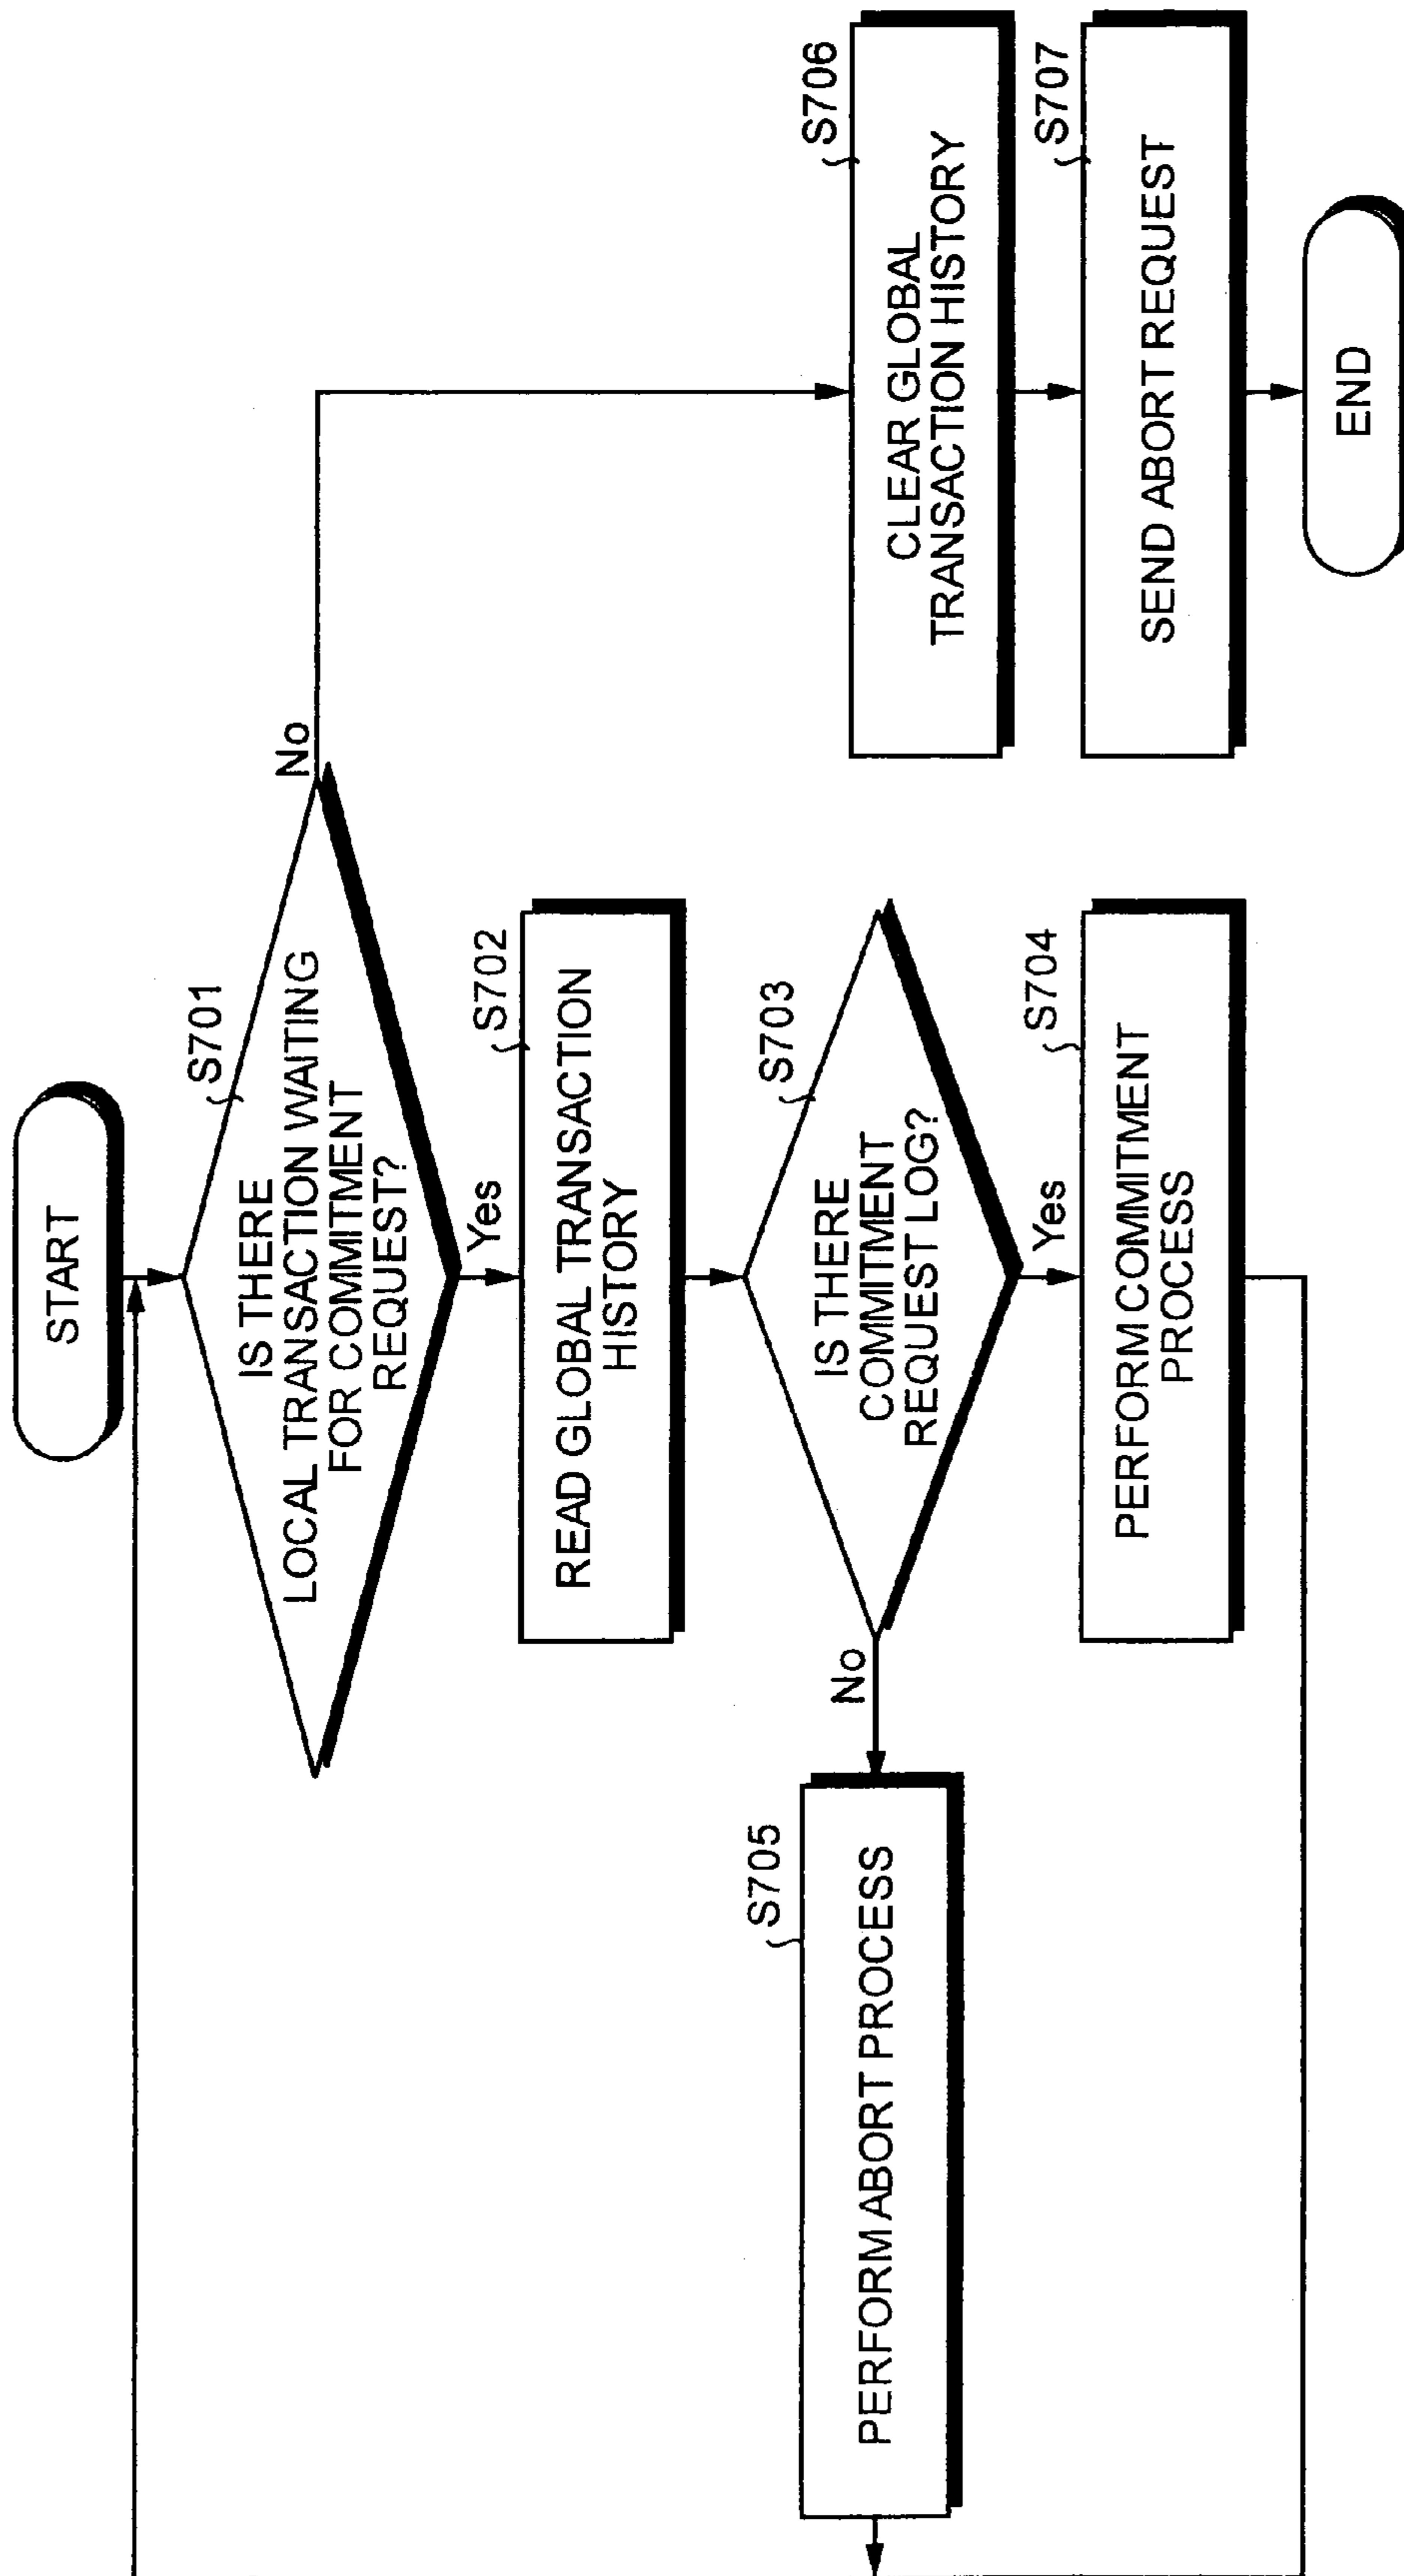 START
S701
IS THERE
LOCAL TRANSACTION WAITING
FOR COMMITMENT
REQUEST?
No
Yes
S702
READ GLOBAL TRANSACTION
HISTORY
S703
IS THERE
COMMITMENT
REQUEST LOG?
No
Yes
S705
PERFORM ABORT PROCESS
S704
PERFORM COMMITMENT
PROCESS
S706
CLEAR GLOBAL
TRANSACTION HISTORY
S707
SEND ABORT REQUEST
END